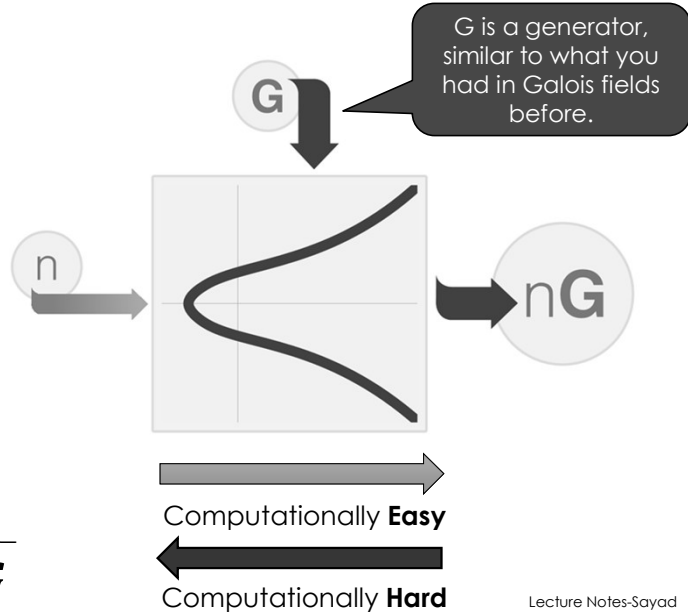 G is a generator,
similar to what you
had in Galois fields
before.
G
n
nG
Computationally Easy
Computationally Hard
Lecture Notes-Sayad